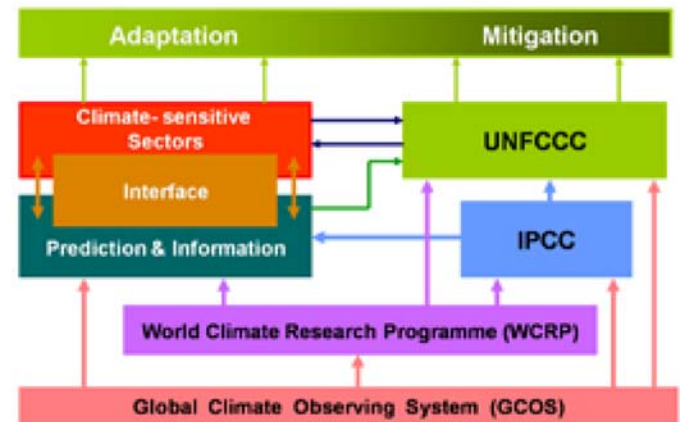 Adaptation Mitigation
Climate- sensitive
Sectors
UNFCCC
Interface
Prediction & Information
IPCC
World Climate Research Programme (WCRP)
Global Climate Observing System (GCOS)